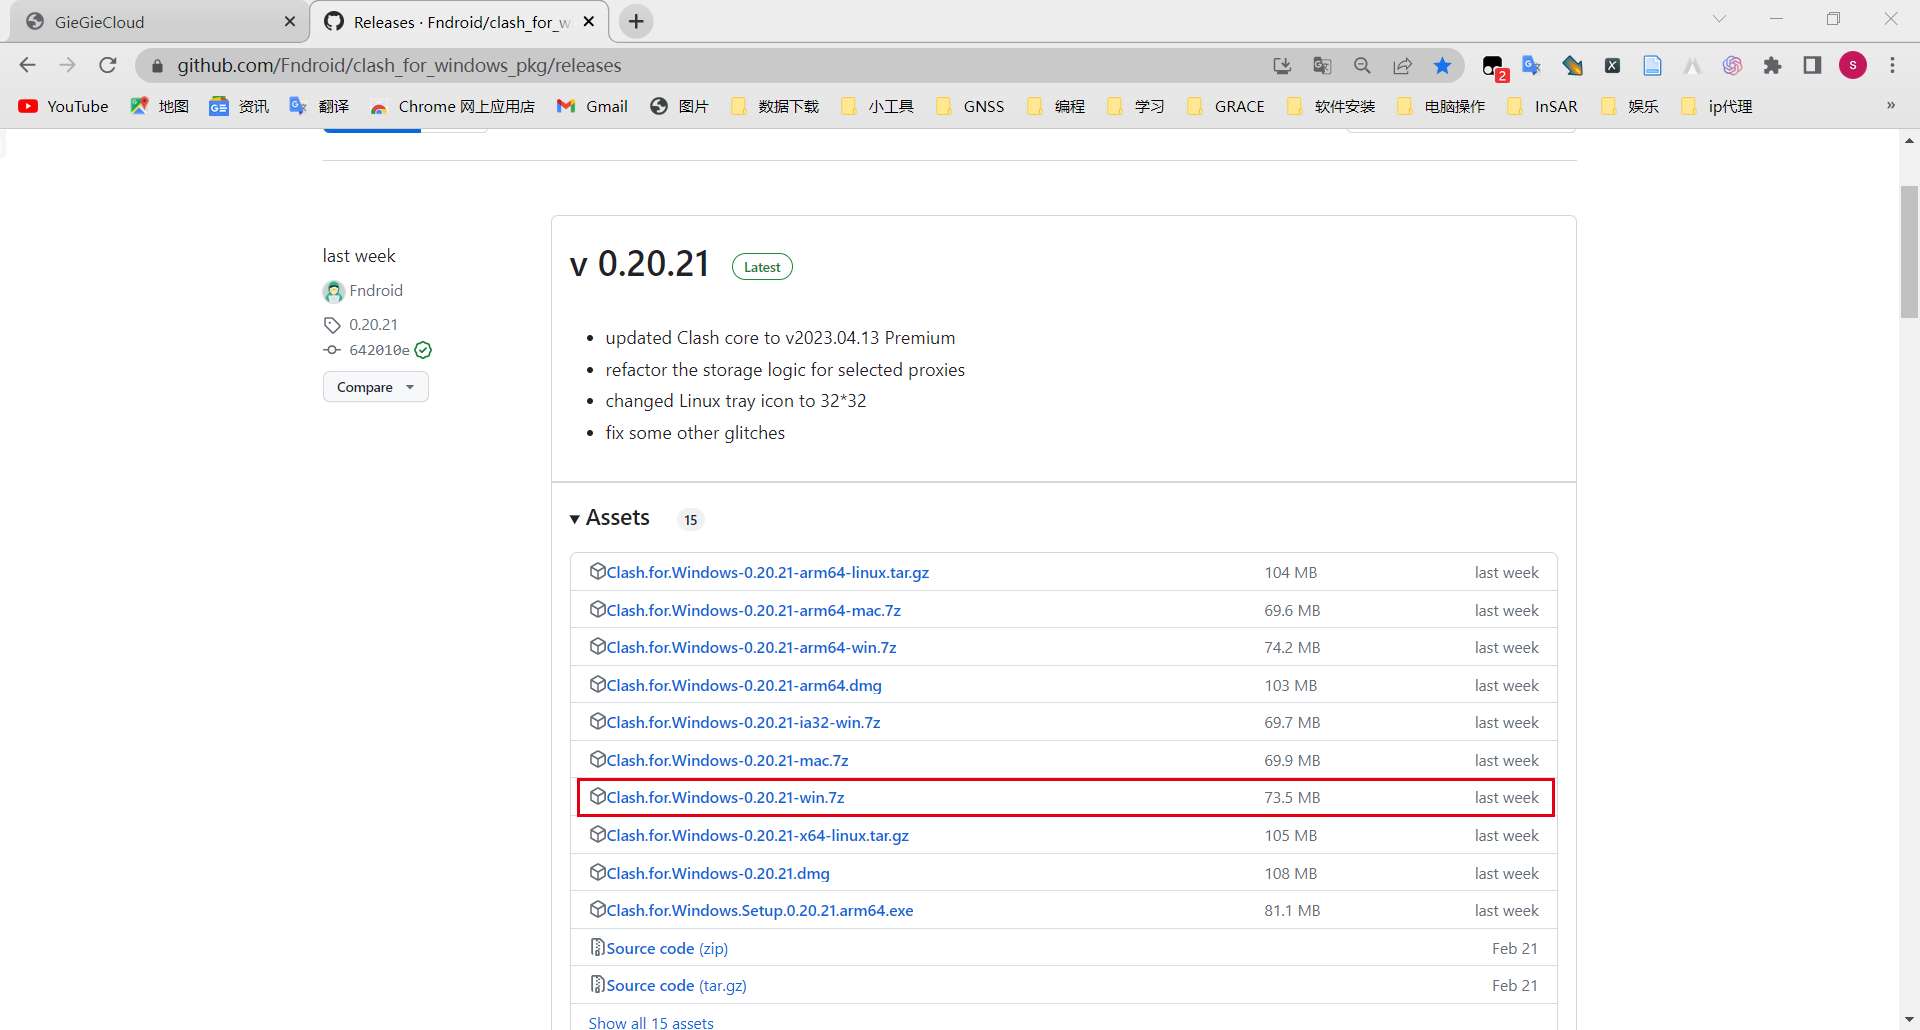 GieGieCloud
Releases · Fndroid/clash_for_w
github.com/Fndroid/clash_for_windows_pkg/releases
2
s
YouTube 地图 资讯 翻译 Chrome 网上应用店 Gmail 图片 数据下载 小工具 GNSS 编程 学习 GRACE 软件安装 电脑操作 InSAR 娱乐 ip代理 »
last week
Fndroid
0.20.21
642010e
Compare
v 0.20.21 Latest
• updated Clash core to v2023.04.13 Premium
• refactor the storage logic for selected proxies
• changed Linux tray icon to 32*32
• fix some other glitches
Assets 15
Clash.for.Windows-0.20.21-arm64-linux.tar.gz 104 MB last week
Clash.for.Windows-0.20.21-arm64-mac.7z 69.6 MB last week
Clash.for.Windows-0.20.21-arm64-win.7z 74.2 MB last week
Clash.for.Windows-0.20.21-arm64.dmg 103 MB last week
Clash.for.Windows-0.20.21-ia32-win.7z 69.7 MB last week
Clash.for.Windows-0.20.21-mac.7z 69.9 MB last week
Clash.for.Windows-0.20.21-win.7z 73.5 MB last week
Clash.for.Windows-0.20.21-x64-linux.tar.gz 105 MB last week
Clash.for.Windows-0.20.21.dmg 108 MB last week
Clash.for.Windows.Setup.0.20.21.arm64.exe 81.1 MB last week
Source code (zip) Feb 21
Source code (tar.gz) Feb 21
Show all 15 assets